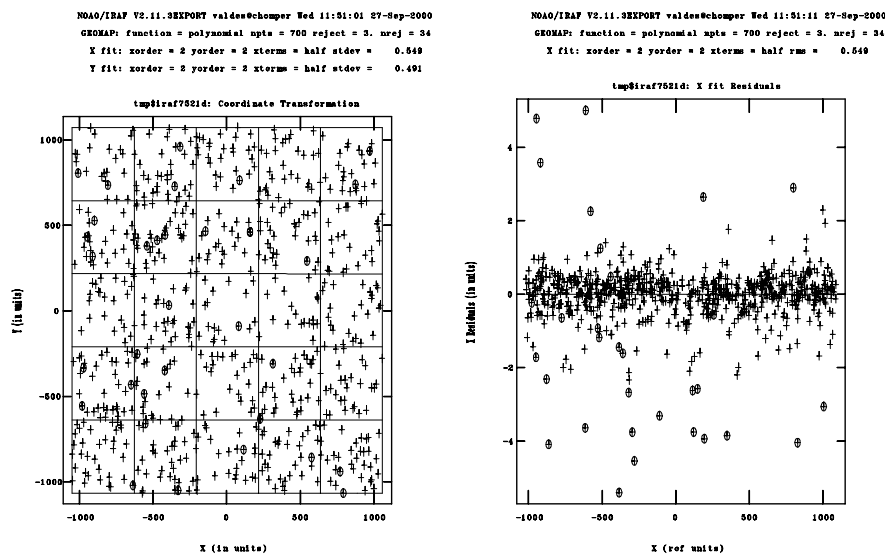 NOAO/IRAF V2.11.3EXPORT valdes@chomper Wed 11:51:01 27-Sep-2000
GEOMAP: function = polynomial npts = 700 reject = 3. nrej = 34
X fit: xorder = 2 yorder = 2 xterms = half stdev = 0.549
Y fit: xorder = 2 yorder = 2 xterms = half stdev = 0.491
tmp$iraf7521d: Coordinate Transformation
1000
500
0
-500
-1000
Y (in units)
-1000 -500 0 500 1000
X (in units)
NOAO/IRAF V2.11.3EXPORT valdes@chomper Wed 11:51:11 27-Sep-2000
GEOMAP: function = polynomial npts = 700 reject = 3. nrej = 34
X fit: xorder = 2 yorder = 2 xterms = half rms = 0.549
tmp$iraf7521d: X fit Residuals
4
2
0
-2
-4
X Residuals (in units)
-1000 -500 0 500 1000
X (ref units)